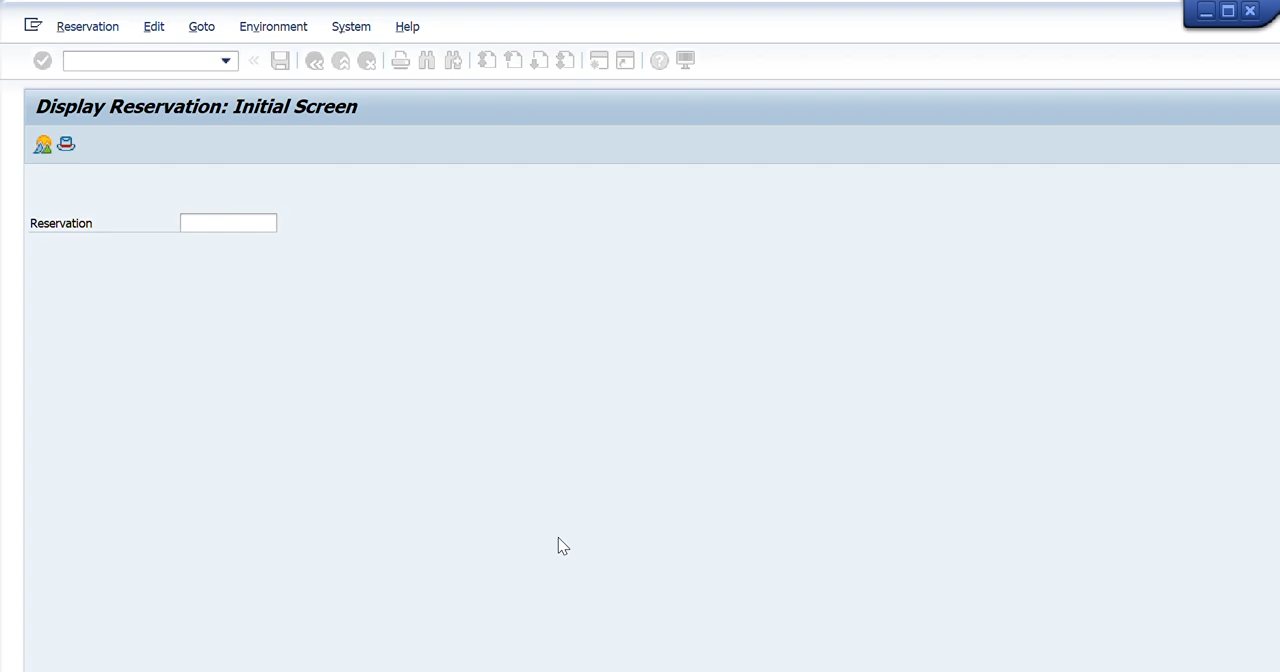 Reservation Edit Goto Environment System Help
Display Reservation: Initial Screen
Reservation